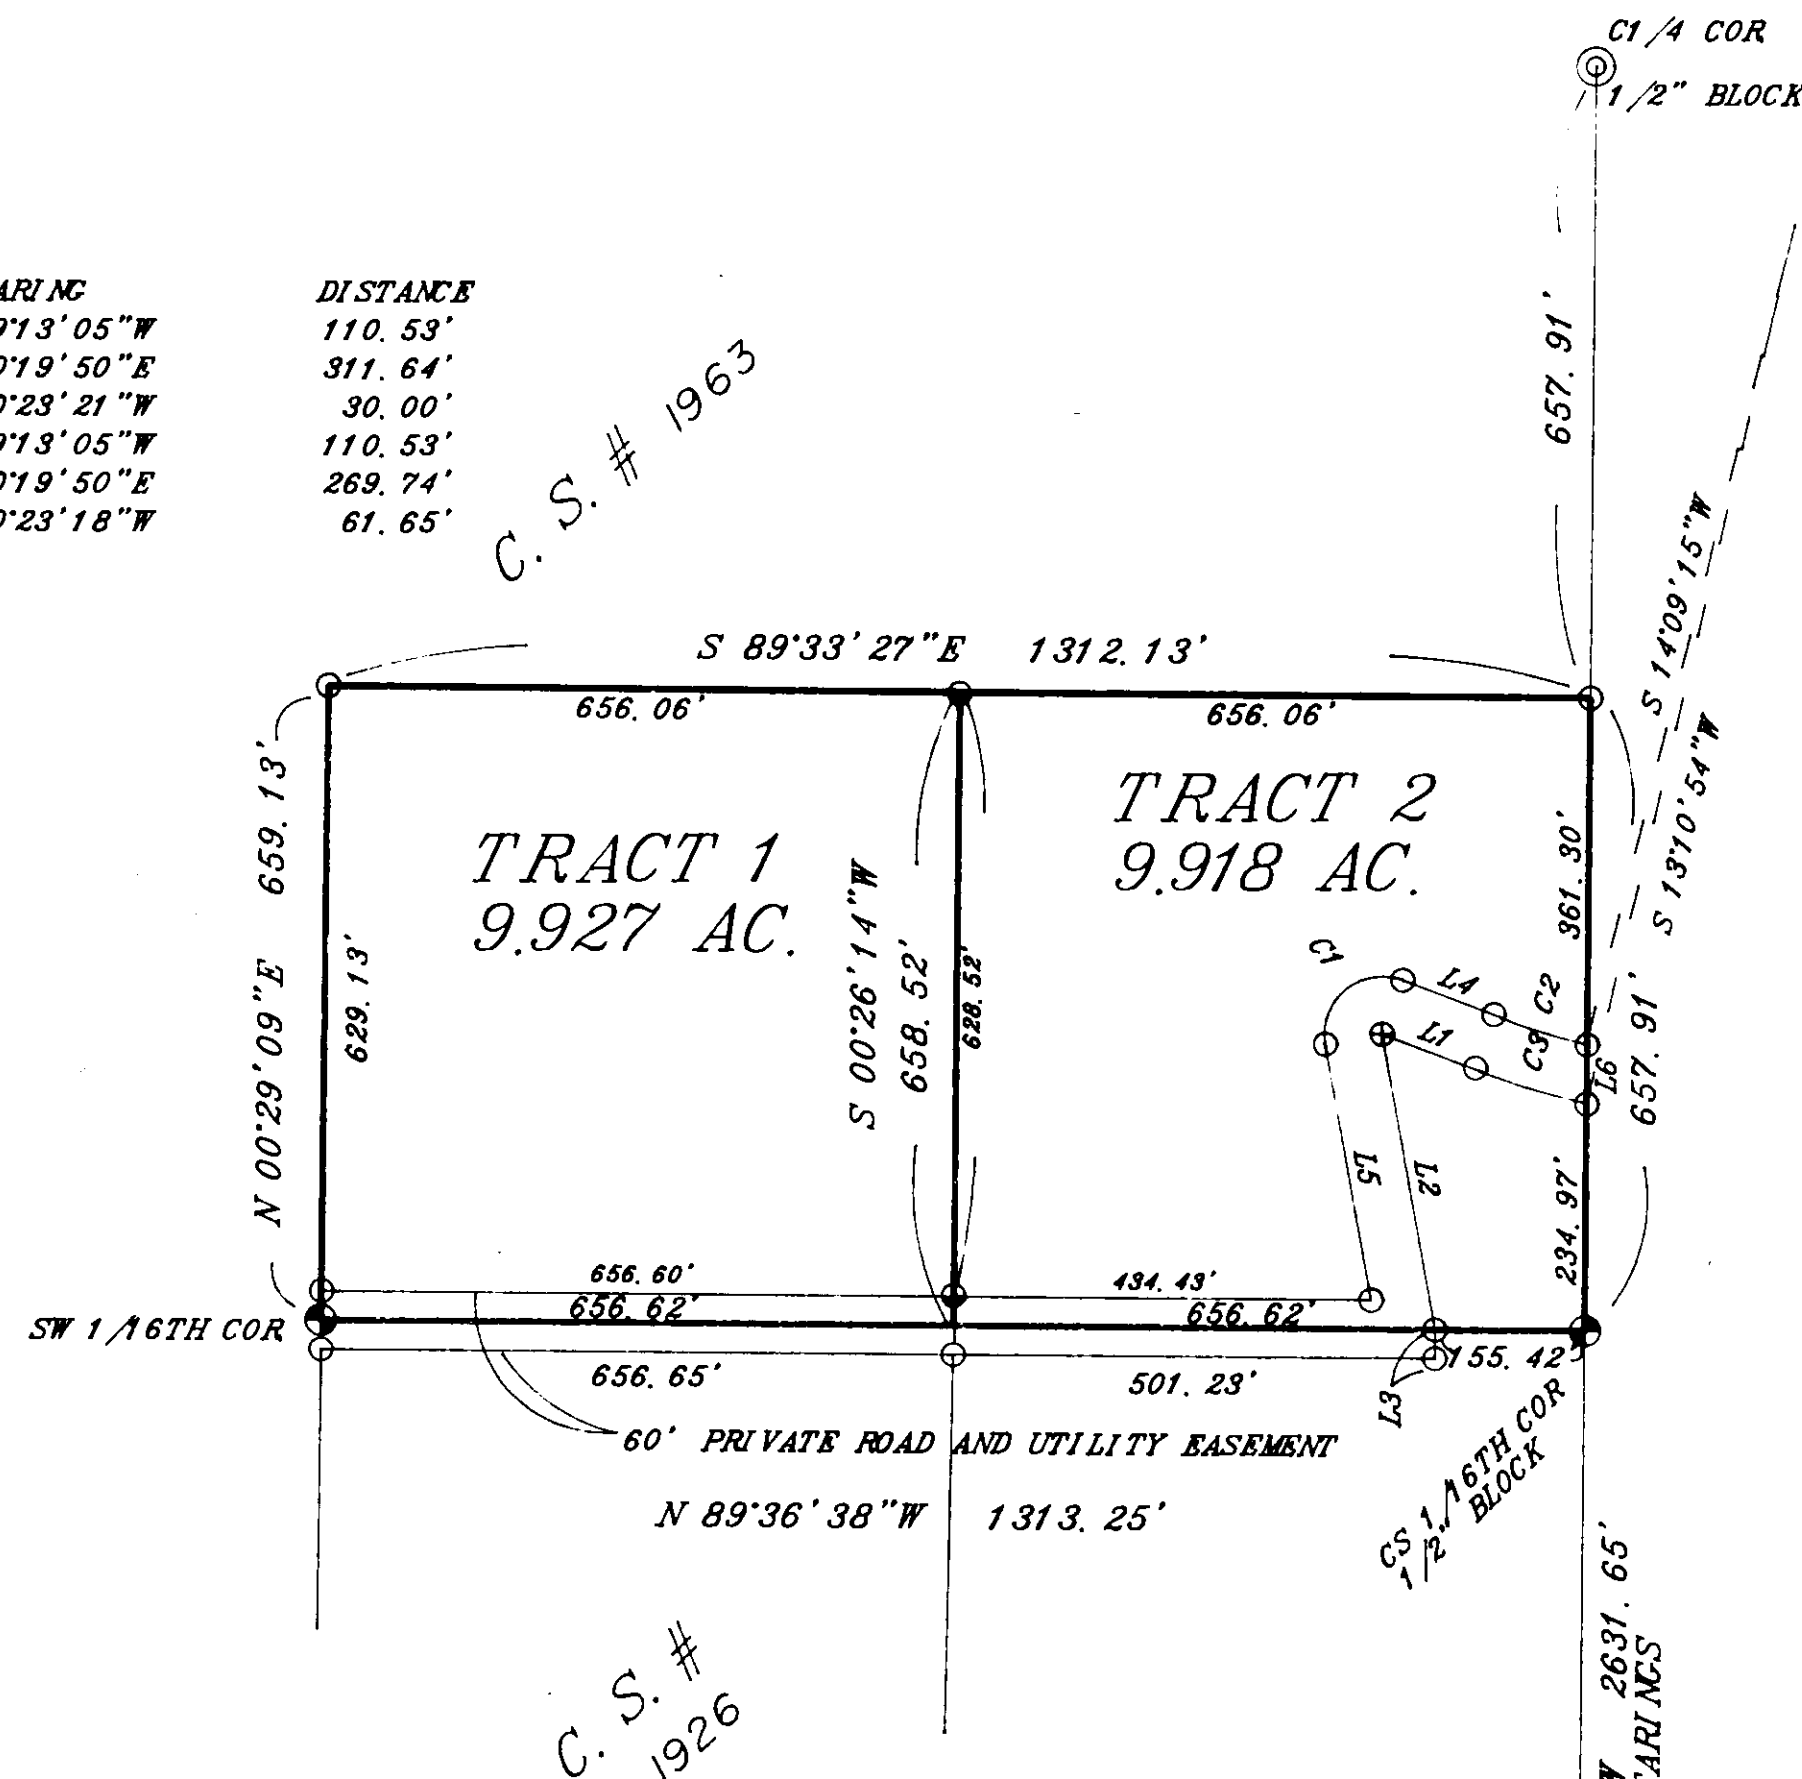 C1/4 COR
1/2" BLOCK
DISTANCE
110.53'
311.64'
30.00'
110.53'
269.74'
61.65'
C. S. # 1963
657.91'
S 14°09'15"W
S 13°10'54"W
S 89°33'27"E 1312.13'
656.06'
656.06'
N 00°29'09"E 659.13'
629.13'
TRACT 1
9.927 AC.
S 00°26'14"W
658.52'
628.52'
TRACT 2
9.918 AC.
361.30'
657.91'
C1
L4
C2
L1
C3
L6
L5
L2
234.97'
656.60'
656.62'
434.43'
656.62'
SW 1/16TH COR
656.65'
501.23'
155.42'
L3
60' PRIVATE ROAD AND UTILITY EASEMENT
N 89°36'38"W 1313.25'
CS 1/16TH COR
1/2" BLOCK
2631.65'
C. S. #
1926